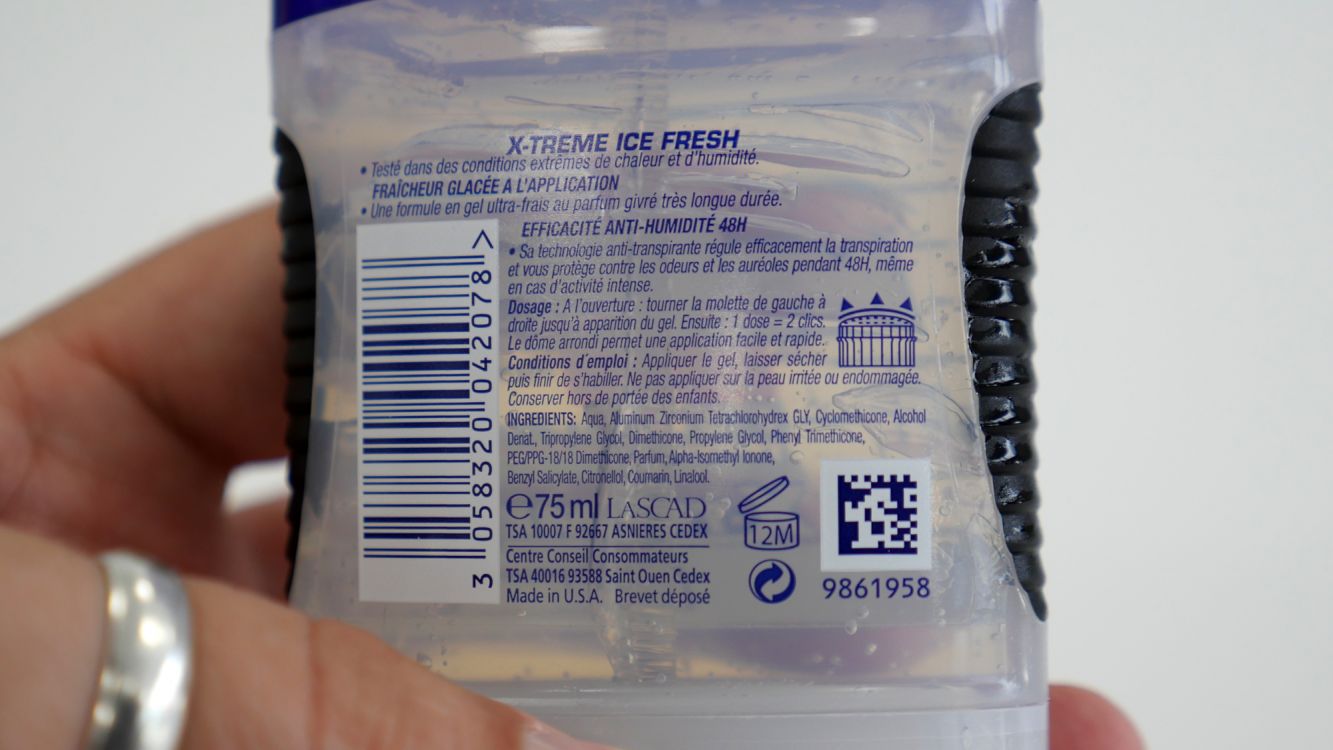 X-TREME ICE FRESH
• Testé dans des conditions extrêmes de chaleur et d'humidité.
FRAÎCHEUR GLACÉE A L'APPLICATION
• Une formule en gel ultra-frais au parfum givré très longue durée.
EFFICACITÉ ANTI-HUMIDITÉ 48H
• Sa technologie anti-transpirante régule efficacement la transpiration
et vous protège contre les odeurs et les auréoles pendant 48H, même
en cas d'activité intense.
Dosage : A l'ouverture : tourner la molette de gauche à
droite jusqu'à apparition du gel. Ensuite : 1 dose = 2 clics.
Le dôme arrondi permet une application facile et rapide.
Conditions d'emploi : Appliquer le gel, laisser sécher
puis finir de s'habiller. Ne pas appliquer sur la peau irritée ou endommagée.
Conserver hors de portée des enfants.
INGREDIENTS: Aqua, Aluminum Zirconium Tetrachlorohydrex GLY, Cyclomethicone, Alcohol
Denat., Tripropylene Glycol, Dimethicone, Propylene Glycol, Phenyl Trimethicone,
PEG/PPG-18/18 Dimethicone, Parfum, Alpha-Isomethyl Ionone,
Benzyl Salicylate, Citronellol, Coumarin, Linalool.
℮75 ml LASCAD
TSA 10007 F 92667 ASNIERES CEDEX
Centre Conseil Consommateurs
TSA 40016 93588 Saint Ouen Cedex
Made in U.S.A. Brevet déposé
12M
9861958
3 058320 042078 >